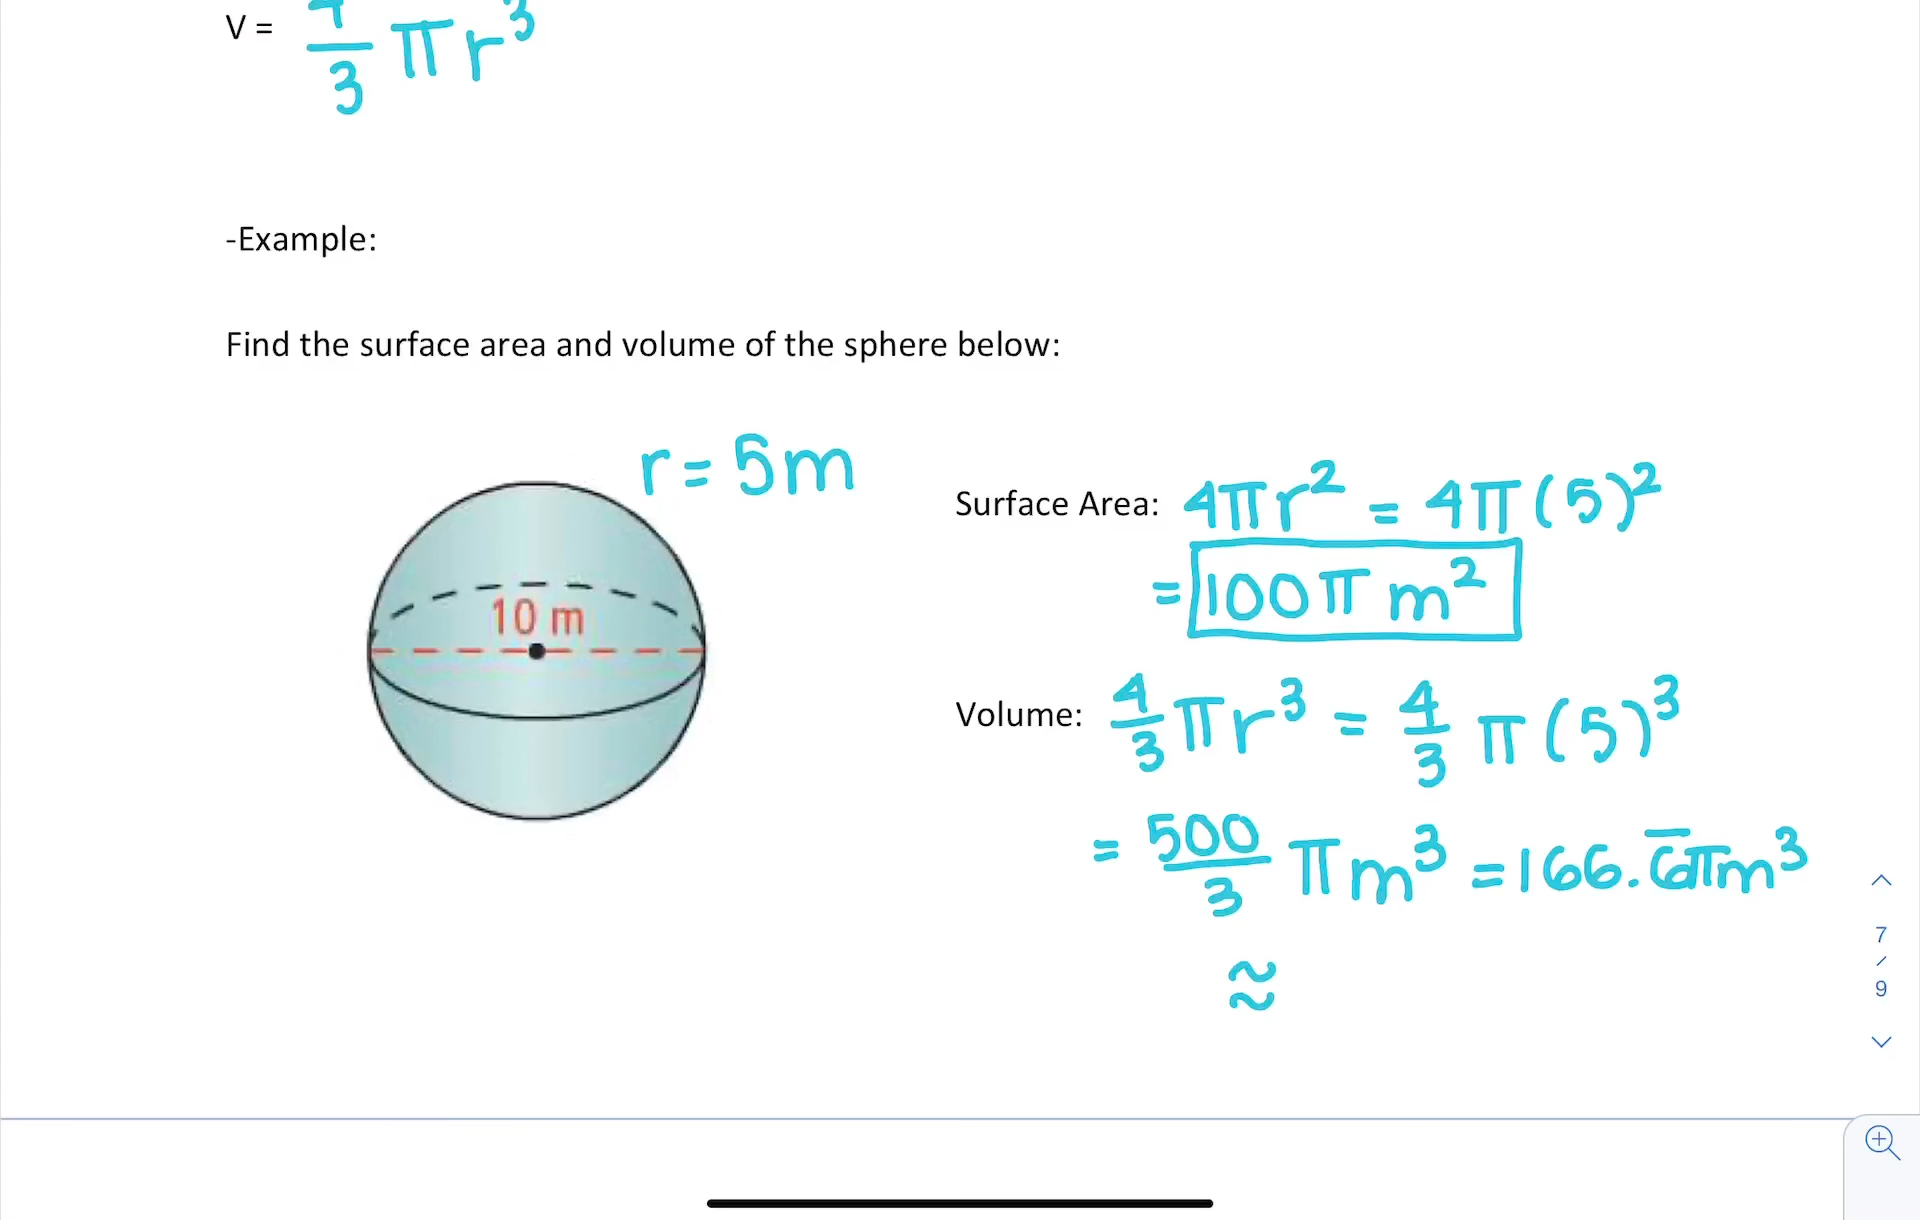 V = 4/3 πr³
-Example:
Find the surface area and volume of the sphere below:
r = 5m
10 m
Surface Area: 4πr² = 4π(5)²
= 100π m²
Volume: 4/3 πr³ = 4/3 π(5)³
= 500/3 π m³ = 166.6̅πm³
≈
7
/
9